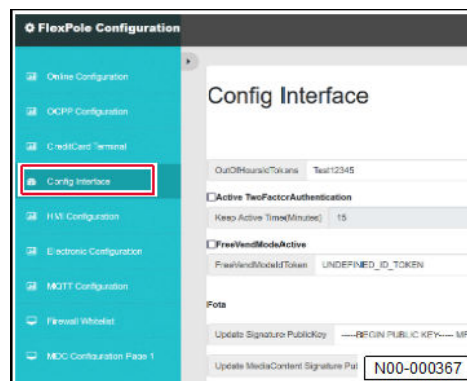 FlexPole Configuration
Online Configuration
OCPP Configuration
CreditCard Terminal
Config Interface
HMI Configuration
Electronic Configuration
MQTT Configuration
Firewall Whitelist
MDC Configuration Page 1
Config Interface
OutOfHoursIdTokens Test12345
Active TwoFactorAuthentication
Keep Active Time(Minutes) 15
FreeVendModeActive
FreeVendModeIdToken UNDEFINED_ID_TOKEN
Fota
Update Signature PublicKey -----BEGIN PUBLIC KEY-----
Update MediaContent Signature Pu
N00-000367